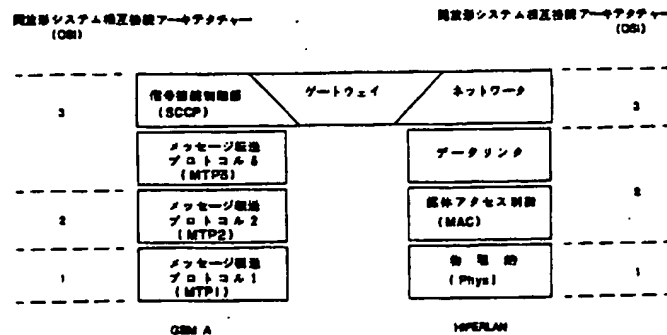 開放形システム相互接続アーキテクチャー
(OSI)
開放形システム相互接続アーキテクチャー
(OSI)
3
信号接続制御部
(SCCP)
ゲートウェイ
ネットワーク
3
メッセージ転送
プロトコル3
(MTP3)
データリンク
2
メッセージ転送
プロトコル2
(MTP2)
媒体アクセス制御
(MAC)
2
1
メッセージ転送
プロトコル1
(MTP1)
物理的
(Phys)
1
GSM A
HIPERLAN